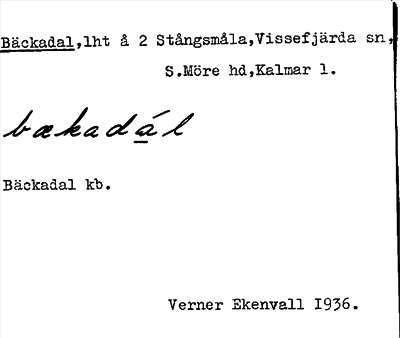 Bäckadal,lht å 2 Stångsmåla,Vissefjärda sn,
S.Möre hd,Kalmar l.
bækadál
Bäckadal kb.
Verner Ekenvall 1936.